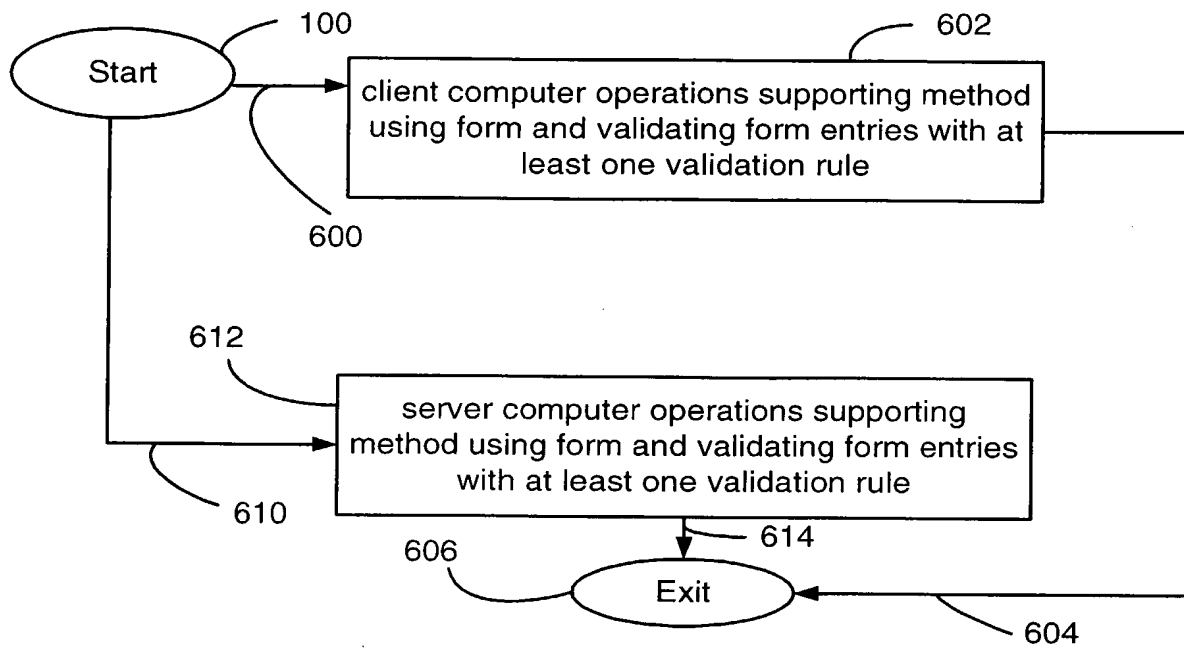 100
602
Start
client computer operations supporting method
using form and validating form entries with at
least one validation rule
600
612
server computer operations supporting
method using form and validating form entries
with at least one validation rule
610
614
606
Exit
604